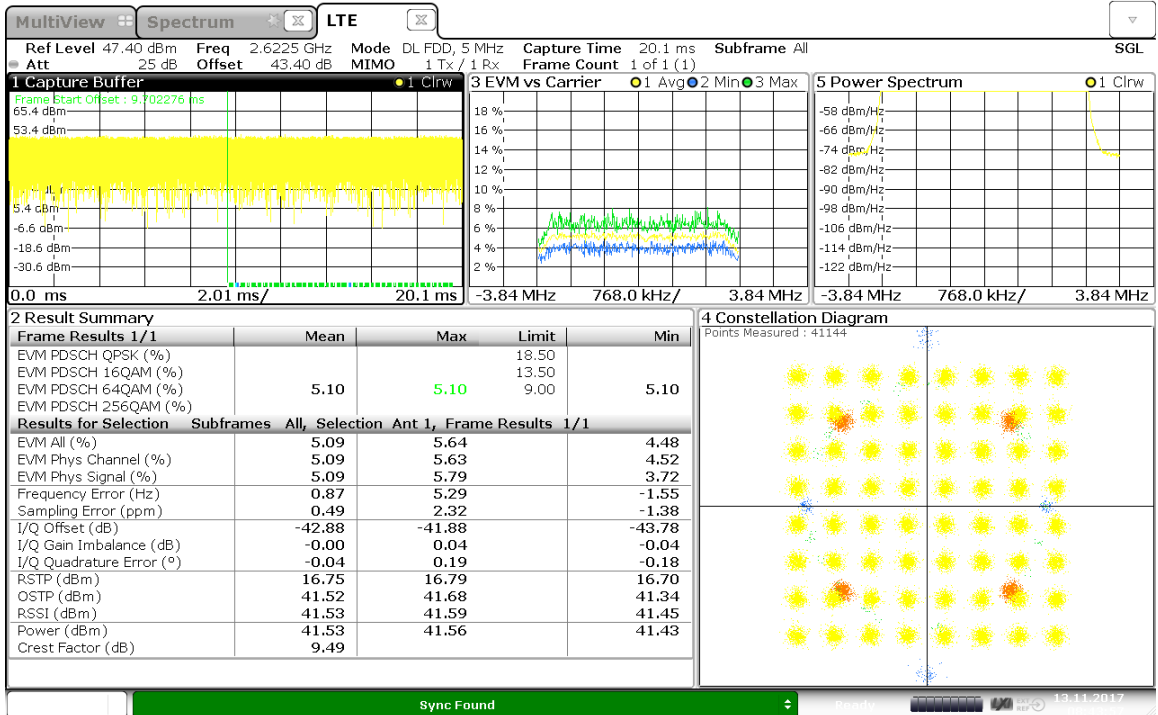 MultiView Spectrum LTE
Ref Level 47.40 dBm Freq 2.6225 GHz Mode DL FDD, 5 MHz Capture Time 20.1 ms Subframe All SGL
Att 25 dB Offset 43.40 dB MIMO 1 Tx / 1 Rx Frame Count 1 of 1 (1)
1 Capture Buffer 1 Clrw
Frame Start Offset : 9.702276 ms
65.4 dBm
53.4 dBm
5.4 dBm
-6.6 dBm
-18.6 dBm
-30.6 dBm
0.0 ms 2.01 ms/ 20.1 ms
3 EVM vs Carrier 1 Avg 2 Min 3 Max
18 %
16 %
14 %
12 %
10 %
8 %
6 %
4 %
2 %
-3.84 MHz 768.0 kHz/ 3.84 MHz
5 Power Spectrum 1 Clrw
-58 dBm/Hz
-66 dBm/Hz
-74 dBm/Hz
-82 dBm/Hz
-90 dBm/Hz
-98 dBm/Hz
-106 dBm/Hz
-114 dBm/Hz
-122 dBm/Hz
-3.84 MHz 768.0 kHz/ 3.84 MHz
2 Result Summary
Frame Results 1/1 Mean Max Limit Min
EVM PDSCH QPSK (%) 18.50
EVM PDSCH 16QAM (%) 13.50
EVM PDSCH 64QAM (%) 5.10 5.10 9.00 5.10
EVM PDSCH 256QAM (%)
Results for Selection Subframes All, Selection Ant 1, Frame Results 1/1
EVM All (%) 5.09 5.64 4.48
EVM Phys Channel (%) 5.09 5.63 4.52
EVM Phys Signal (%) 5.09 5.79 3.72
Frequency Error (Hz) 0.87 5.29 -1.55
Sampling Error (ppm) 0.49 2.32 -1.38
I/Q Offset (dB) -42.88 -41.88 -43.78
I/Q Gain Imbalance (dB) -0.00 0.04 -0.04
I/Q Quadrature Error (°) -0.04 0.19 -0.18
RSTP (dBm) 16.75 16.79 16.70
OSTP (dBm) 41.52 41.68 41.34
RSSI (dBm) 41.53 41.59 41.45
Power (dBm) 41.53 41.56 41.43
Crest Factor (dB) 9.49
4 Constellation Diagram
Points Measured : 41144
Sync Found Ready LXI EXT REF 13.11.2017